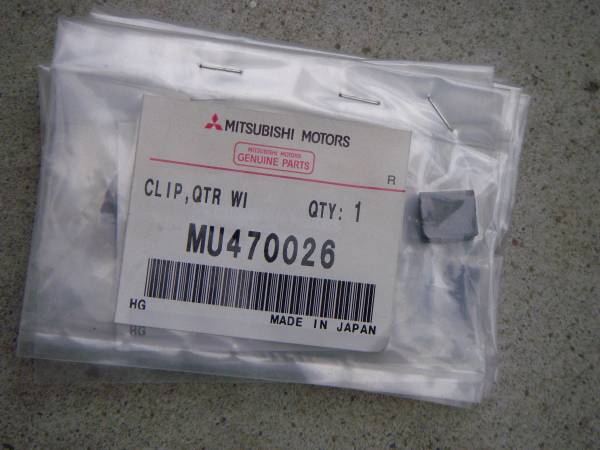 MITSUBISHI MOTORS
MITSUBISHI MOTORS
GENUINE PARTS
R
CLIP,QTR WI QTY: 1
MU470026
HG MADE IN JAPAN
HG